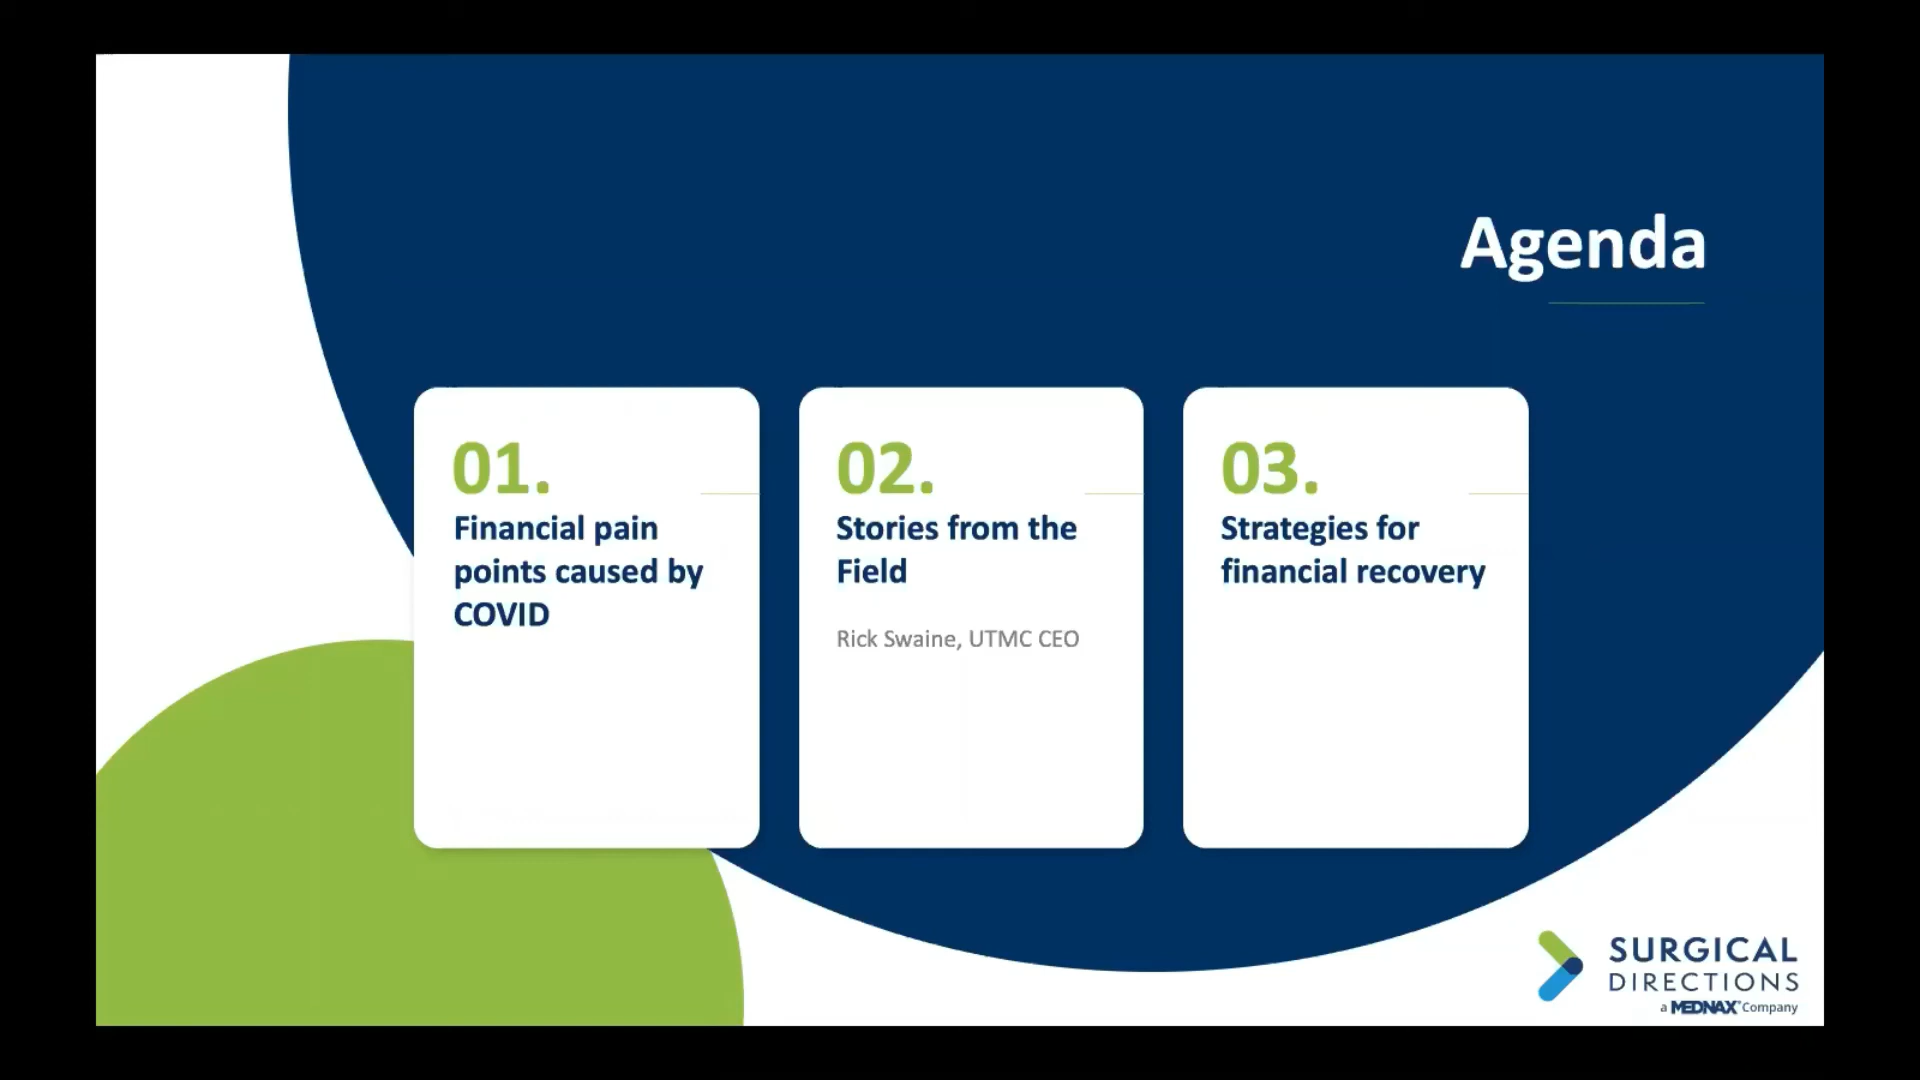 Agenda
01.
Financial pain
points caused by
COVID
02.
Stories from the
Field
Rick Swaine, UTMC CEO
03.
Strategies for
financial recovery
SURGICAL
DIRECTIONS
a MEDNAX Company